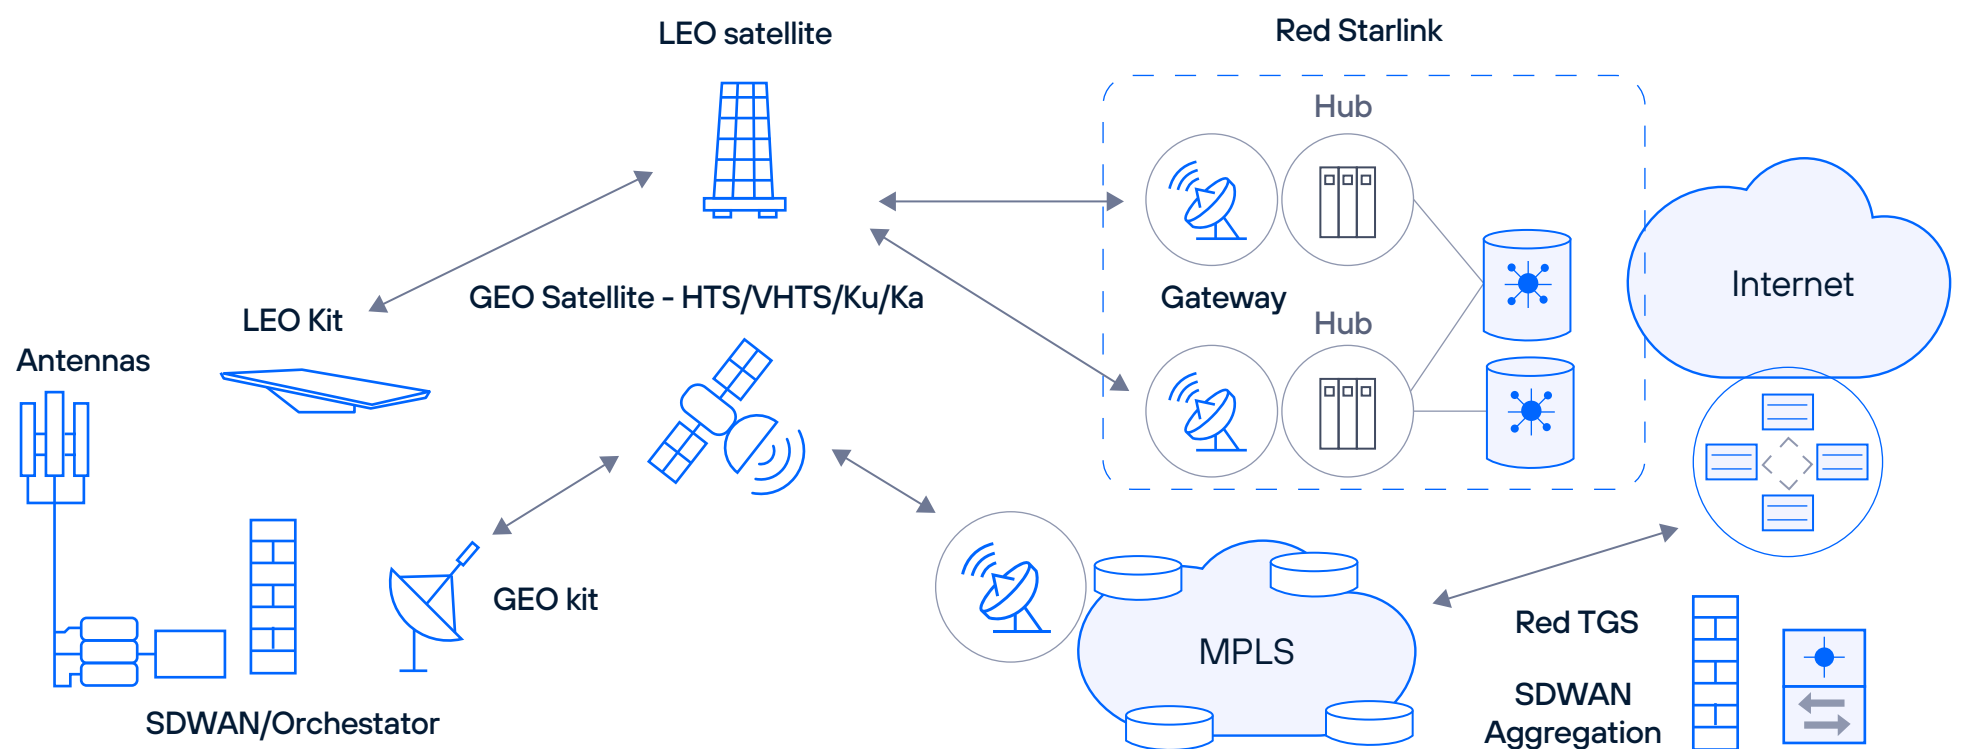 LEO satellite
Red Starlink
Hub
Internet
GEO Satellite - HTS/VHTS/Ku/Ka
Gateway
LEO Kit
Hub
Antennas
GEO kit
MPLS
Red TGS
SDWAN/Orchestator
SDWAN
Aggregation